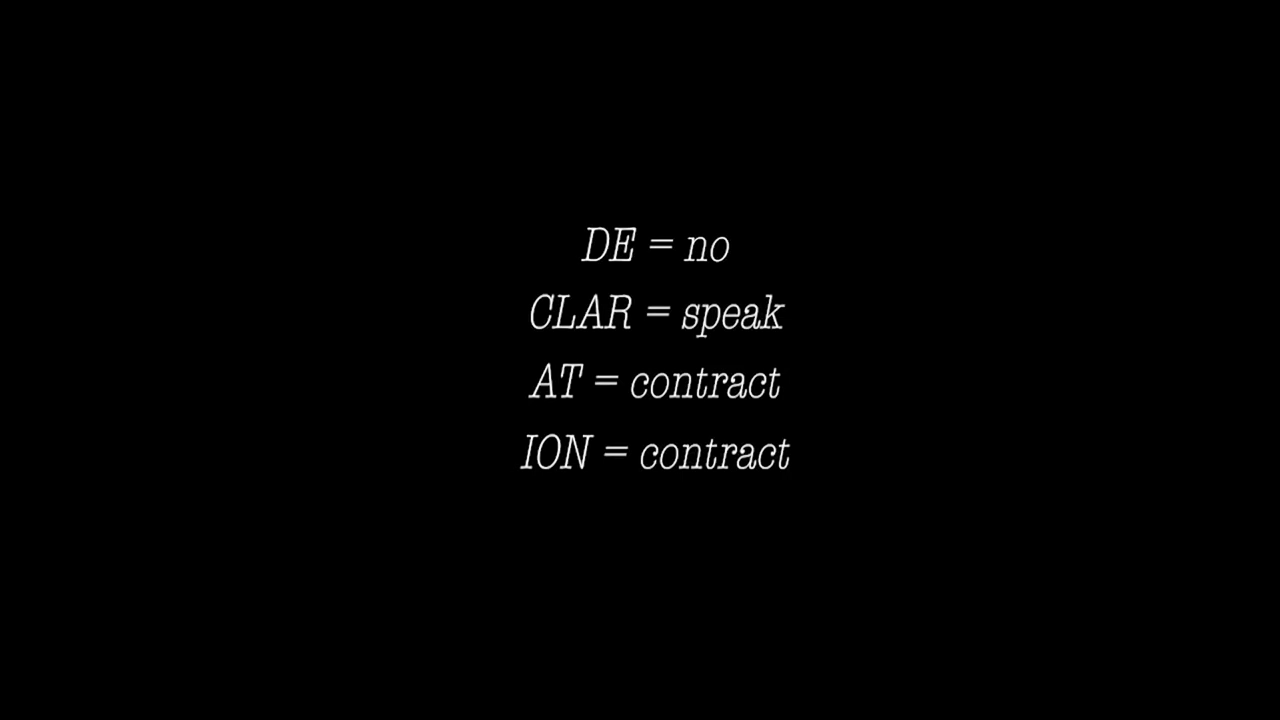 DE = no
CLAR = speak
AT = contract
ION = contract